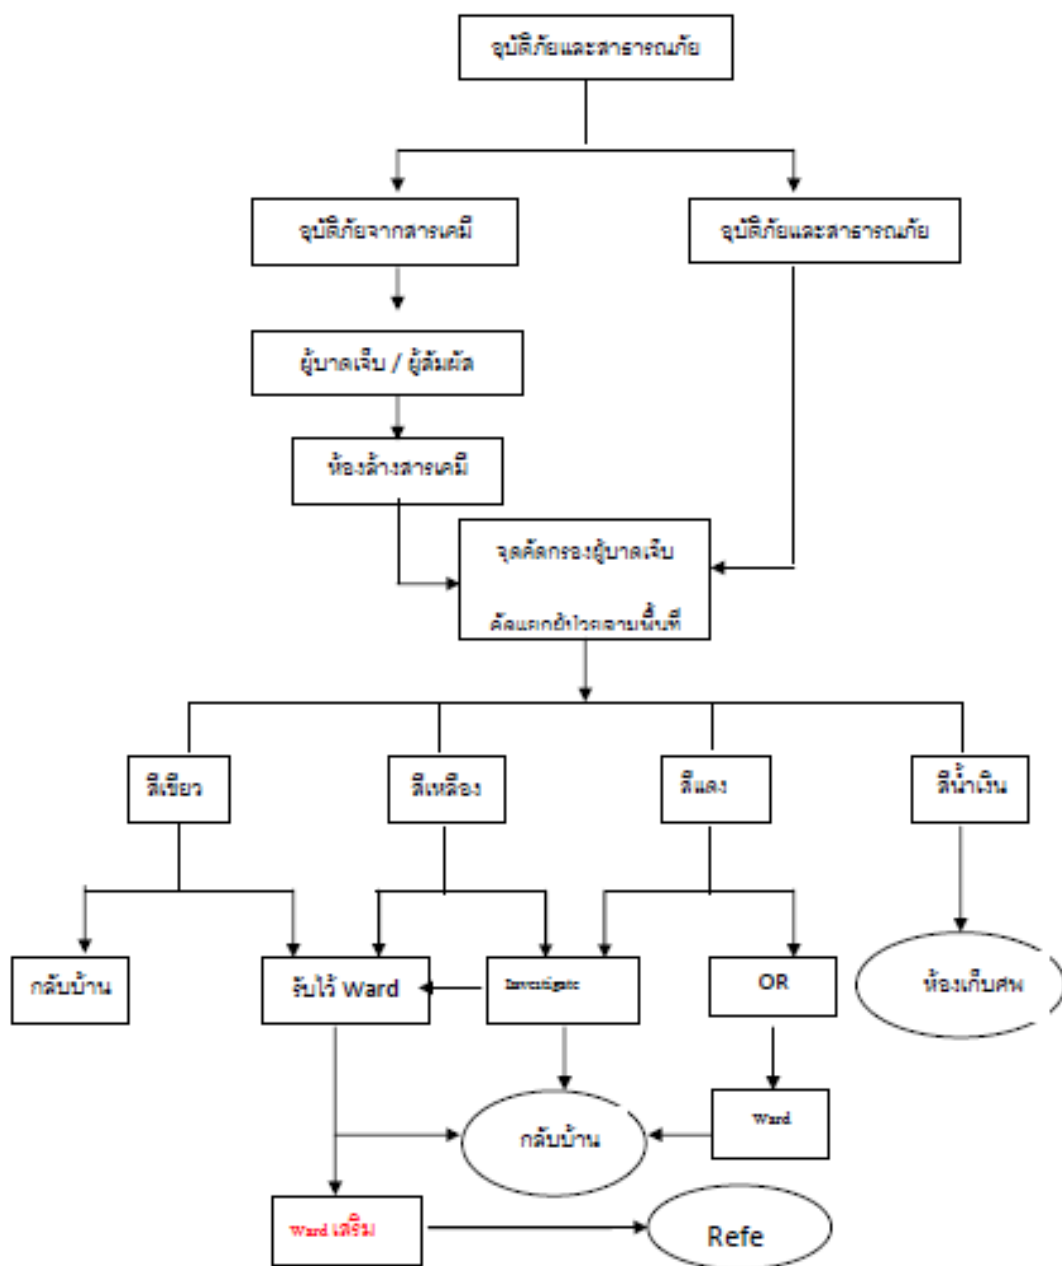 อุบัติภัยและสาธารณภัย
อุบัติภัยจากสารเคมี
อุบัติภัยและสาธารณภัย
ผู้บาดเจ็บ / ผู้สัมผัส
ห้องล้างสารเคมี
จุดคัดกรองผู้บาดเจ็บ
คัดแยกผู้ป่วยตามพื้นที่
สีเขียว
สีเหลือง
สีแดง
สีน้ำเงิน
กลับบ้าน
รับไว้ Ward
Investigate
OR
ห้องเก็บศพ
กลับบ้าน
Ward
Ward เสริม
Refe